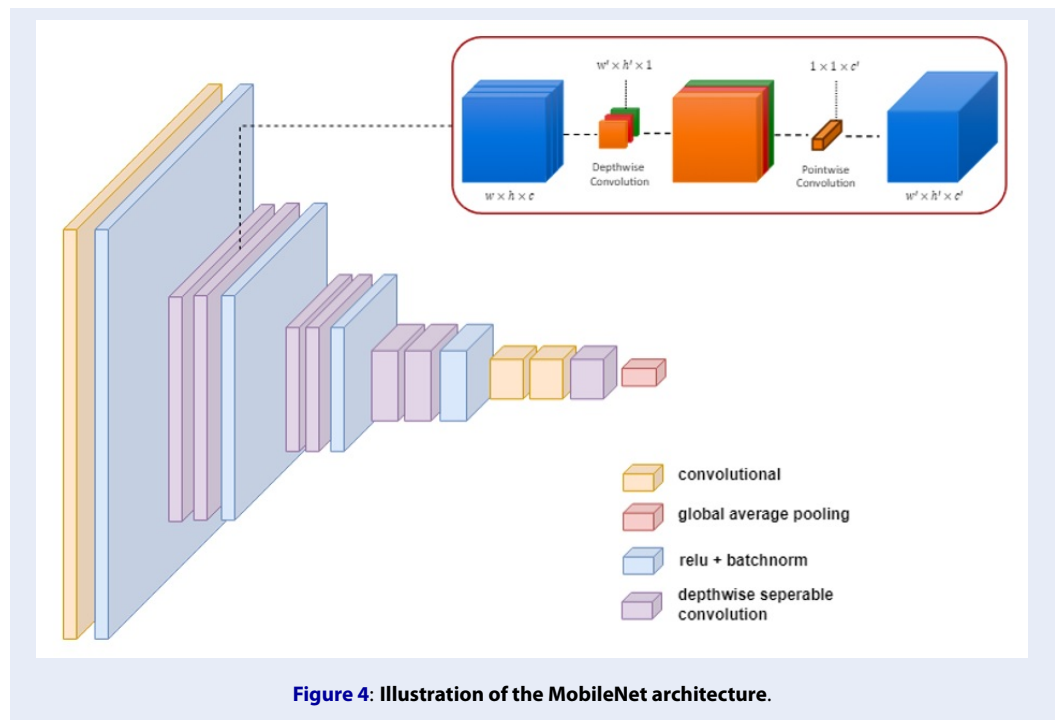 w′ × h′ × 1
1 × 1 × c′
Depthwise
Convolution
Pointwise
Convolution
w × h × c
w′ × h′ × c′
convolutional
global average pooling
relu + batchnorm
depthwise seperable
convolution
Figure 4: Illustration of the MobileNet architecture.